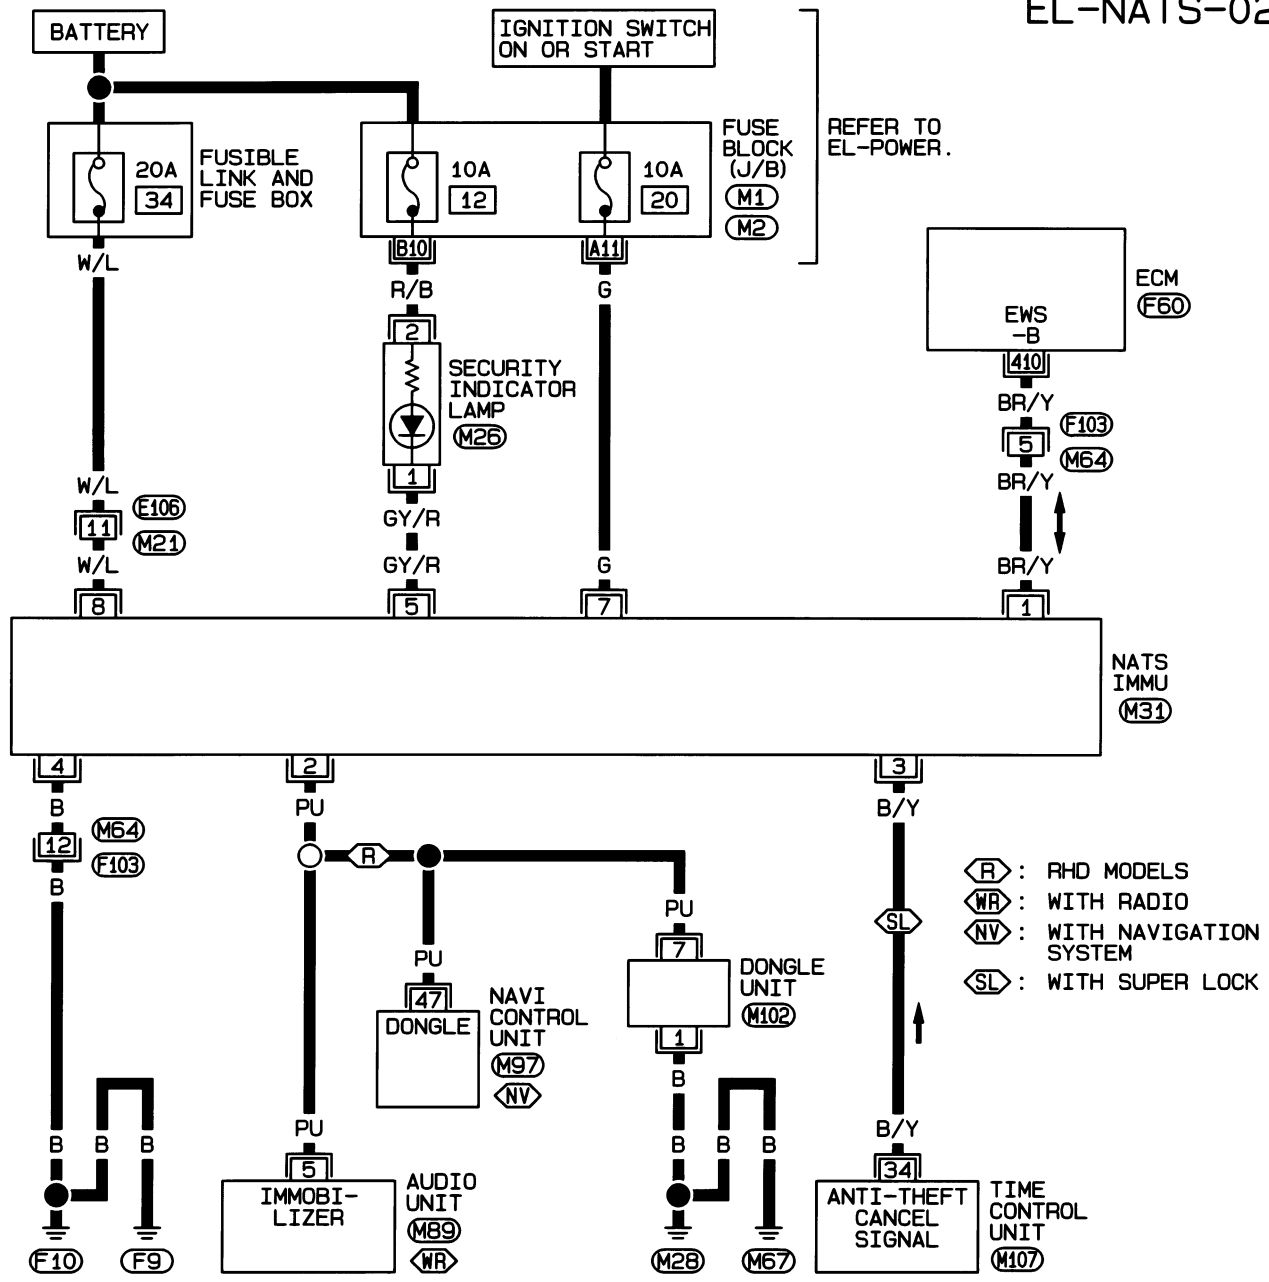 EL-NATS-02
BATTERY
IGNITION SWITCH
ON OR START
REFER TO
EL-POWER.
20A
34
FUSIBLE
LINK AND
FUSE BOX
10A
12
10A
20
FUSE
BLOCK
(J/B)
M1
M2
B10
A11
W/L
R/B
G
2
SECURITY
INDICATOR
LAMP
M26
1
EWS
-B
ECM
F60
410
BR/Y
5
F103
M64
BR/Y
W/L
11
E106
M21
GY/R
W/L
GY/R
G
BR/Y
8
5
7
1
NATS
IMMU
M31
4
2
3
B
PU
B/Y
12
M64
F103
B
R
PU
PU
7
DONGLE
UNIT
M102
1
SL
R : RHD MODELS
WR : WITH RADIO
NV : WITH NAVIGATION
SYSTEM
SL : WITH SUPER LOCK
47
DONGLE
NAVI
CONTROL
UNIT
M97
NV
B
B B B
PU
B B B
B/Y
5
IMMOBI-
LIZER
AUDIO
UNIT
M89
WR
34
ANTI-THEFT
CANCEL
SIGNAL
TIME
CONTROL
UNIT
M107
F10
F9
M28
M67